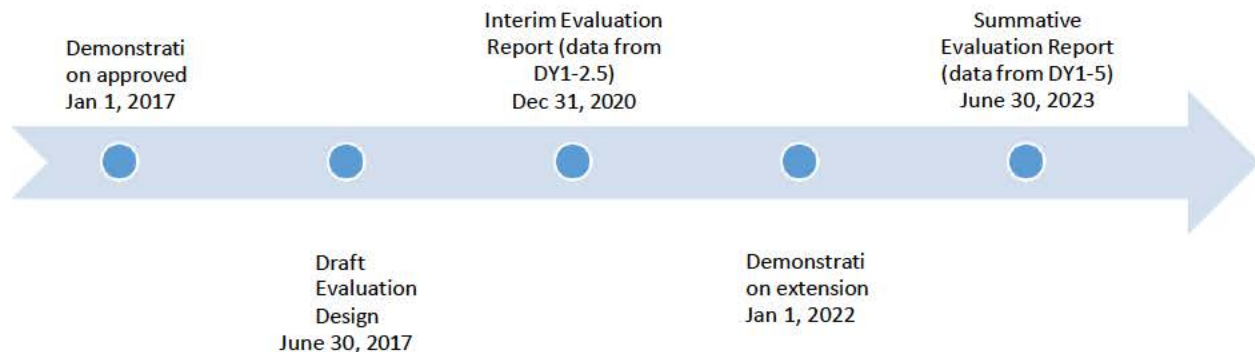 Demonstrati
on approved
Jan 1, 2017
Interim Evaluation
Report (data from
DY1-2.5)
Dec 31, 2020
Summative
Evaluation Report
(data from DY1-5)
June 30, 2023
Draft
Evaluation
Design
June 30, 2017
Demonstrati
on extension
Jan 1, 2022